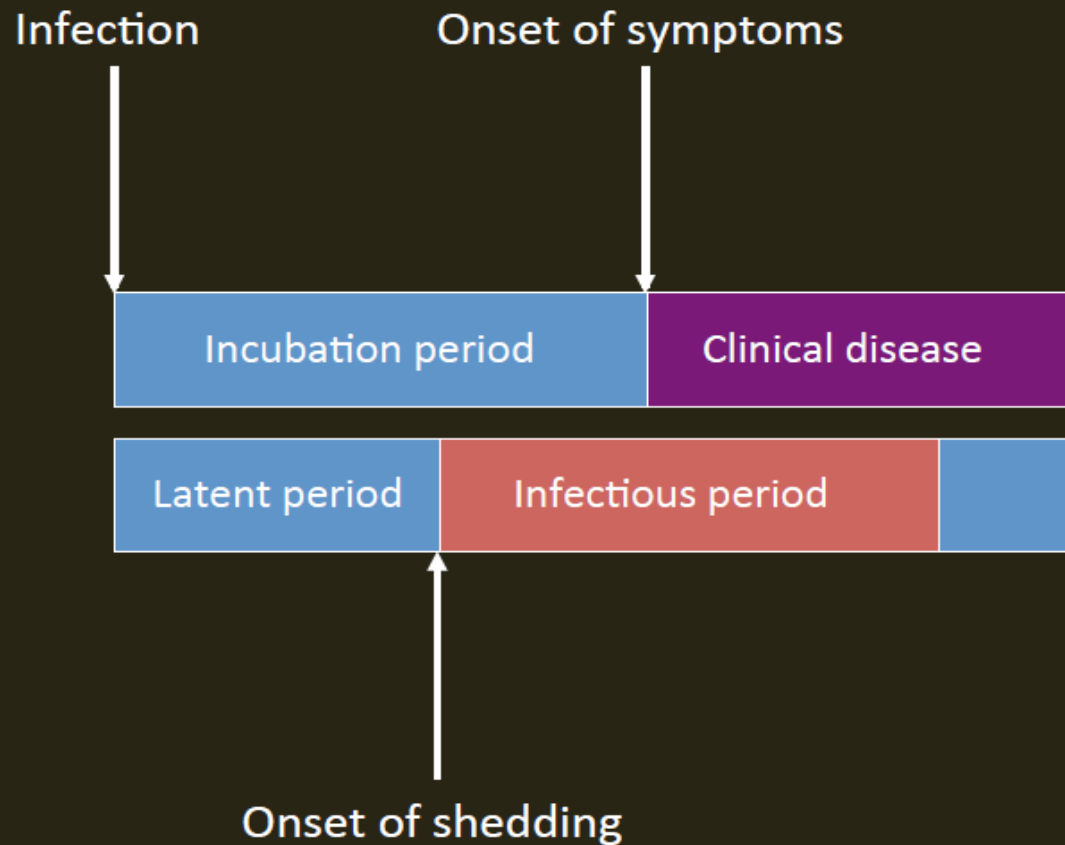 Infection
Onset of symptoms
Incubation period
Clinical disease
Latent period
Infectious period
Onset of shedding